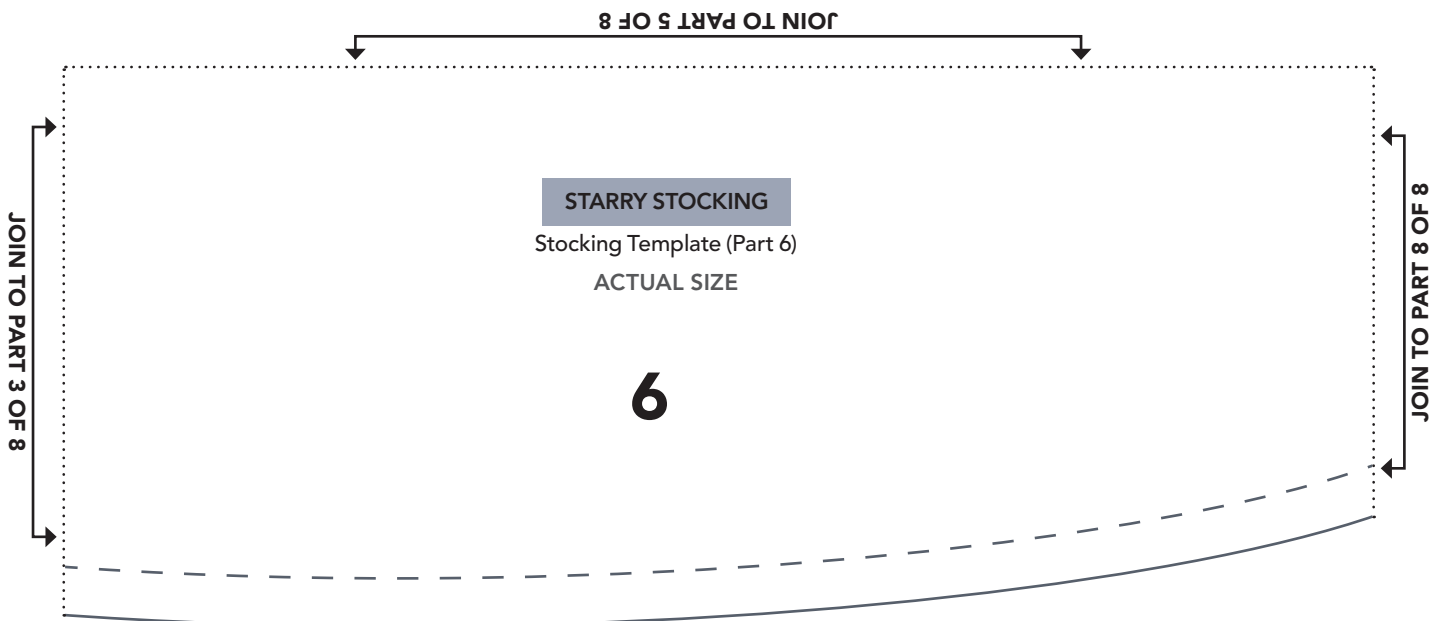 JOIN TO PART 5 OF 8
JOIN TO PART 3 OF 8
STARRY STOCKING
Stocking Template (Part 6)
ACTUAL SIZE
6
JOIN TO PART 8 OF 8